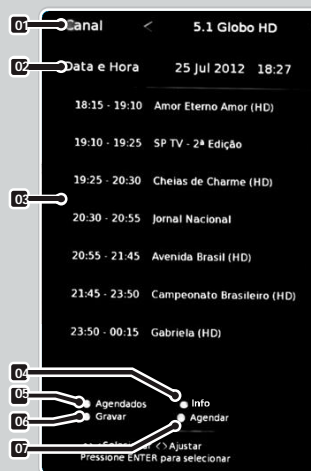 01 Canal < 5.1 Globo HD
02 Data e Hora 25 Jul 2012 18:27
18:15 - 19:10 Amor Eterno Amor (HD)
19:10 - 19:25 SP TV - 2ª Edição
03 19:25 - 20:30 Cheias de Charme (HD)
20:30 - 20:55 Jornal Nacional
20:55 - 21:45 Avenida Brasil (HD)
21:45 - 23:50 Campeonato Brasileiro (HD)
23:50 - 00:15 Gabriela (HD)
04
05 Agendados Info
06 Gravar Agendar
07 < > Ajustar
Pressione ENTER para selecionar